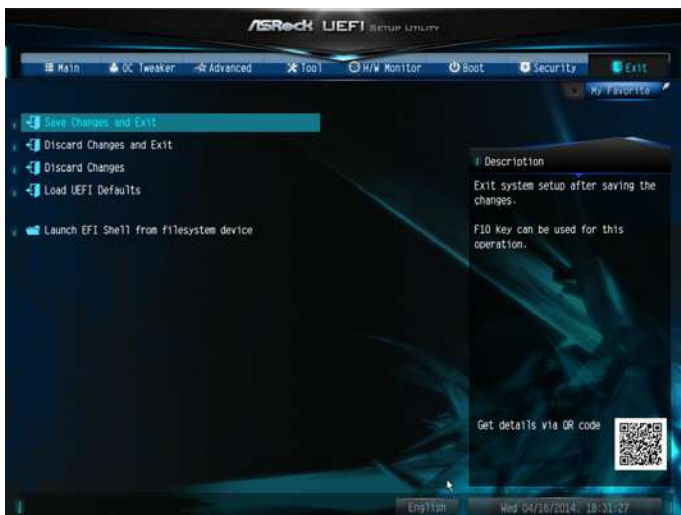 ASRock UEFI SETUP UTILITY
Main OC Tweaker Advanced Tool H/W Monitor Boot Security Exit
My Favorite
Save Changes and Exit
Discard Changes and Exit
Discard Changes
Load UEFI Defaults
Launch EFI Shell from filesystem device
Description
Exit system setup after saving the
changes.
F10 key can be used for this
operation.
Get details via QR code
English
Wed 04/16/2014, 18:31:27